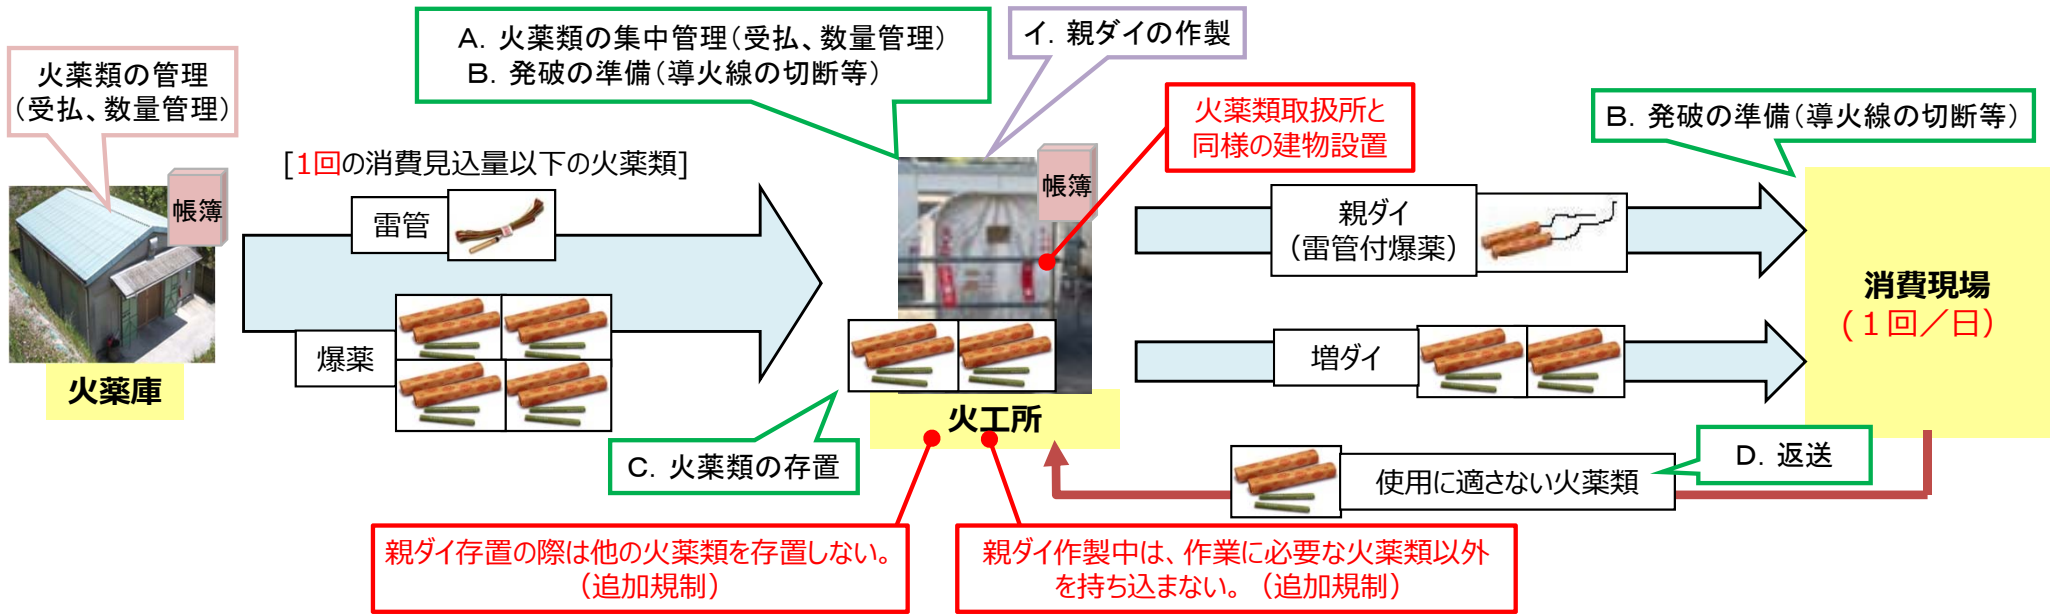 火薬類の管理
（受払、数量管理）
帳簿
火薬庫
[1回の消費見込量以下の火薬類]
雷管
爆薬
A．火薬類の集中管理（受払、数量管理）
B．発破の準備（導火線の切断等）
イ．親ダイの作製
火薬類取扱所と
同様の建物設置
帳簿
火工所
C．火薬類の存置
親ダイ存置の際は他の火薬類を存置しない。
（追加規制）
親ダイ作製中は、作業に必要な火薬類以外
を持ち込まない。（追加規制）
親ダイ
（雷管付爆薬）
増ダイ
B．発破の準備（導火線の切断等）
消費現場
(１回／日）
D．返送
使用に適さない火薬類